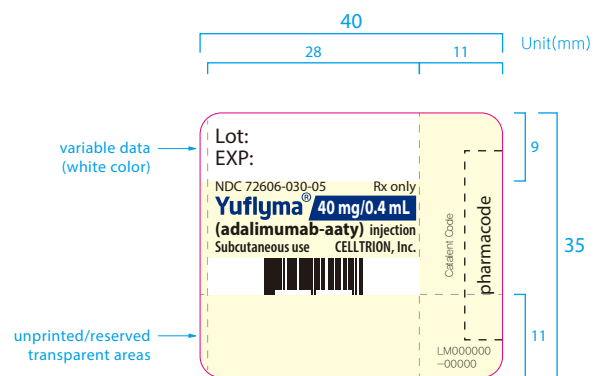 40
28
11
Unit(mm)
variable data
(white color)
Lot:
EXP:
9
NDC 72606-030-05 Rx only
Yuflyma® 40 mg/0.4 mL
(adalimumab-aaty) injection
Subcutaneous use CELLTRION, Inc.
Catalent Code
pharmacode
35
unprinted/reserved
transparent areas
11
LM000000
-00000